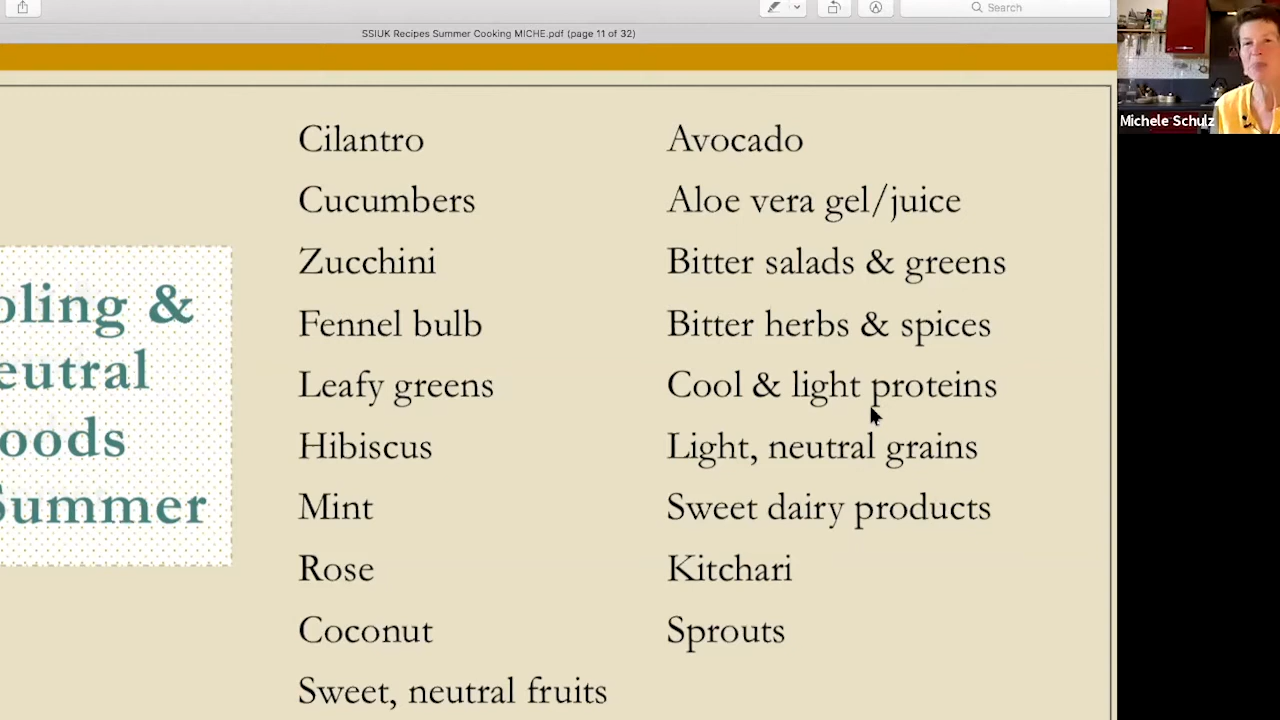 Search
SSIUK Recipes Summer Cooking MICHE.pdf (page 11 of 32)
Michele Schulz
oling &
eutral
oods
Summer
Cilantro
Cucumbers
Zucchini
Fennel bulb
Leafy greens
Hibiscus
Mint
Rose
Coconut
Sweet, neutral fruits
Avocado
Aloe vera gel/juice
Bitter salads & greens
Bitter herbs & spices
Cool & light proteins
Light, neutral grains
Sweet dairy products
Kitchari
Sprouts